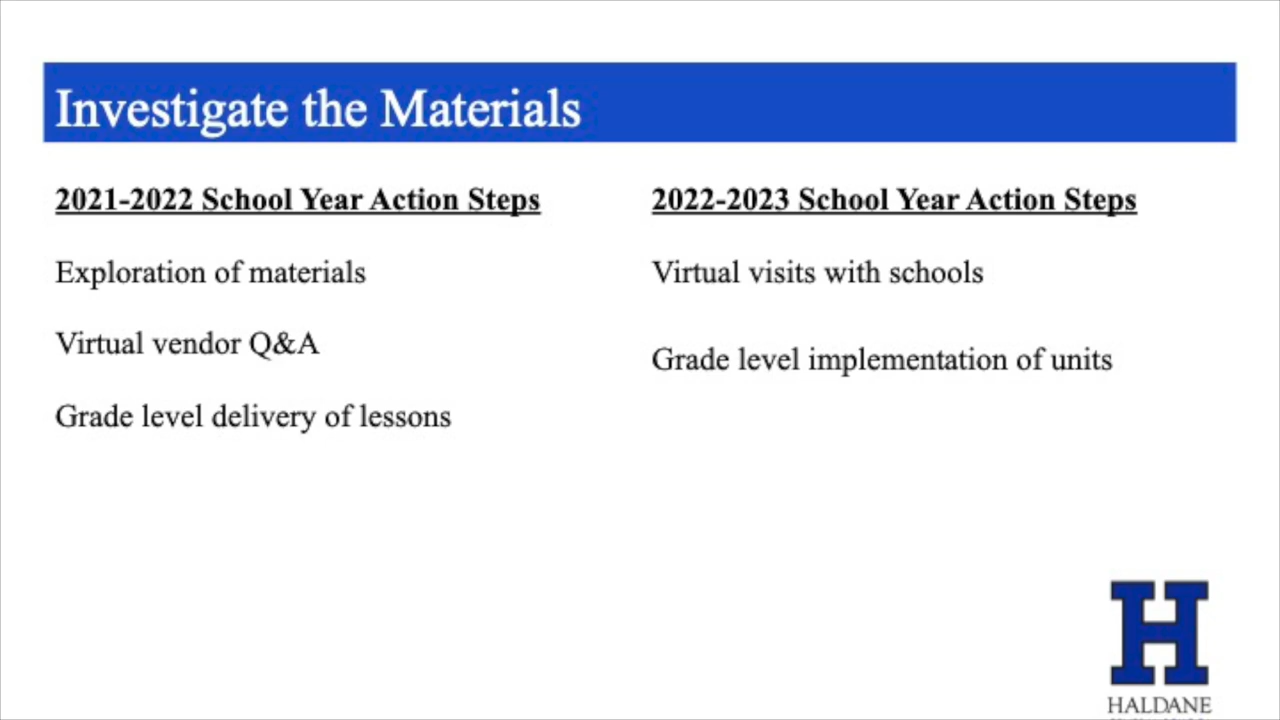 Investigate the Materials
2021-2022 School Year Action Steps
Exploration of materials
Virtual vendor Q&A
Grade level delivery of lessons
2022-2023 School Year Action Steps
Virtual visits with schools
Grade level implementation of units
H
HALDANE